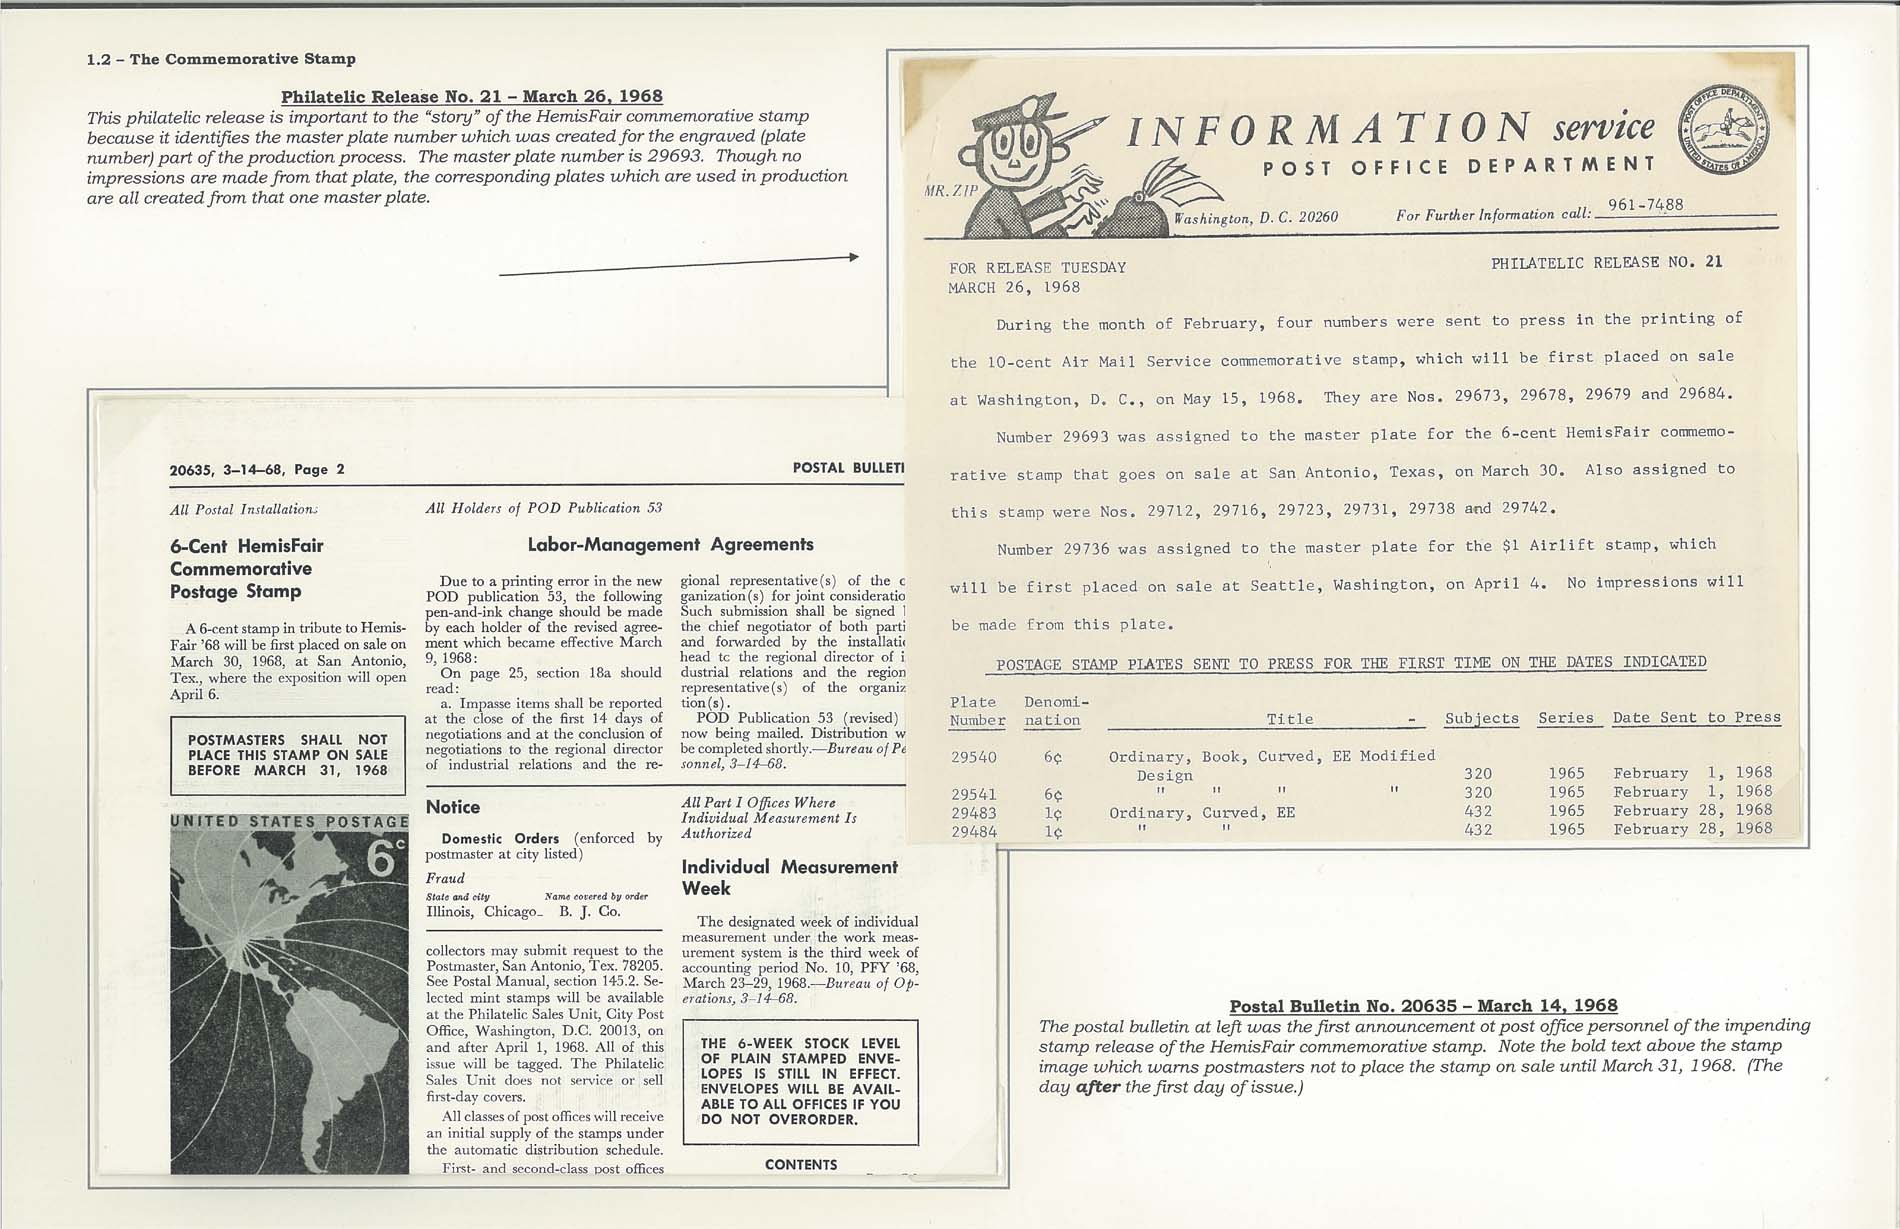 1.2 – The Commemorative Stamp
Philatelic Release No. 21 – March 26, 1968
This philatelic release is important to the “story” of the HemisFair commemorative stamp
because it identifies the master plate number which was created for the engraved (plate
number) part of the production process. The master plate number is 29693. Though no
impressions are made from that plate, the corresponding plates which are used in production
are all created from that one master plate.
MR. ZIP
INFORMATION service
POST OFFICE DEPARTMENT
Washington, D. C. 20260 For Further Information call: 961-7488
POST OFFICE DEPARTMENT
UNITED STATES OF AMERICA
FOR RELEASE TUESDAY PHILATELIC RELEASE NO. 21
MARCH 26, 1968
During the month of February, four numbers were sent to press in the printing of
the 10-cent Air Mail Service commemorative stamp, which will be first placed on sale
at Washington, D. C., on May 15, 1968. They are Nos. 29673, 29678, 29679 and 29684.
Number 29693 was assigned to the master plate for the 6-cent HemisFair commemo-
rative stamp that goes on sale at San Antonio, Texas, on March 30. Also assigned to
this stamp were Nos. 29712, 29716, 29723, 29731, 29738 and 29742.
Number 29736 was assigned to the master plate for the $1 Airlift stamp, which
will be first placed on sale at Seattle, Washington, on April 4. No impressions will
be made from this plate.
POSTAGE STAMP PLATES SENT TO PRESS FOR THE FIRST TIME ON THE DATES INDICATED
Plate Denomi-
Number nation Title - Subjects Series Date Sent to Press
29540 6¢ Ordinary, Book, Curved, EE Modified
Design 320 1965 February 1, 1968
29541 6¢ " " " " 320 1965 February 1, 1968
29483 1¢ Ordinary, Curved, EE 432 1965 February 28, 1968
29484 1¢ " " 432 1965 February 28, 1968
20635, 3–14–68, Page 2 POSTAL BULLETI
All Postal Installations
6-Cent HemisFair
Commemorative
Postage Stamp
A 6-cent stamp in tribute to Hemis-
Fair ’68 will be first placed on sale on
March 30, 1968, at San Antonio,
Tex., where the exposition will open
April 6.
POSTMASTERS SHALL NOT
PLACE THIS STAMP ON SALE
BEFORE MARCH 31, 1968
UNITED STATES POSTAGE
6c
All Holders of POD Publication 53
Labor-Management Agreements
Due to a printing error in the new
POD publication 53, the following
pen-and-ink change should be made
by each holder of the revised agree-
ment which became effective March
9, 1968:
On page 25, section 18a should
read:
a. Impasse items shall be reported
at the close of the first 14 days of
negotiations and at the conclusion of
negotiations to the regional director
of industrial relations and the re-
gional representative(s) of the o
ganization(s) for joint consideratio
Such submission shall be signed
the chief negotiator of both parti
and forwarded by the installati
head to the regional director of i
dustrial relations and the region
representative(s) of the organiz
tion(s).
POD Publication 53 (revised)
now being mailed. Distribution w
be completed shortly.—Bureau of Pe
sonnel, 3–14–68.
Notice
Domestic Orders (enforced by
postmaster at city listed)
Fraud
State and city Name covered by order
Illinois, Chicago_ B. J. Co.
collectors may submit request to the
Postmaster, San Antonio, Tex. 78205.
See Postal Manual, section 145.2. Se-
lected mint stamps will be available
at the Philatelic Sales Unit, City Post
Office, Washington, D.C. 20013, on
and after April 1, 1968. All of this
issue will be tagged. The Philatelic
Sales Unit does not service or sell
first-day covers.
All classes of post offices will receive
an initial supply of the stamps under
the automatic distribution schedule.
First- and second-class post offices
All Part I Offices Where
Individual Measurement Is
Authorized
Individual Measurement
Week
The designated week of individual
measurement under the work meas-
urement system is the third week of
accounting period No. 10, PFY ’68,
March 23–29, 1968.—Bureau of Op-
erations, 3–14–68.
THE 6-WEEK STOCK LEVEL
OF PLAIN STAMPED ENVE-
LOPES IS STILL IN EFFECT.
ENVELOPES WILL BE AVAIL-
ABLE TO ALL OFFICES IF YOU
DO NOT OVERORDER.
CONTENTS
Postal Bulletin No. 20635 – March 14, 1968
The postal bulletin at left was the first announcement ot post office personnel of the impending
stamp release of the HemisFair commemorative stamp. Note the bold text above the stamp
image which warns postmasters not to place the stamp on sale until March 31, 1968. (The
day after the first day of issue.)